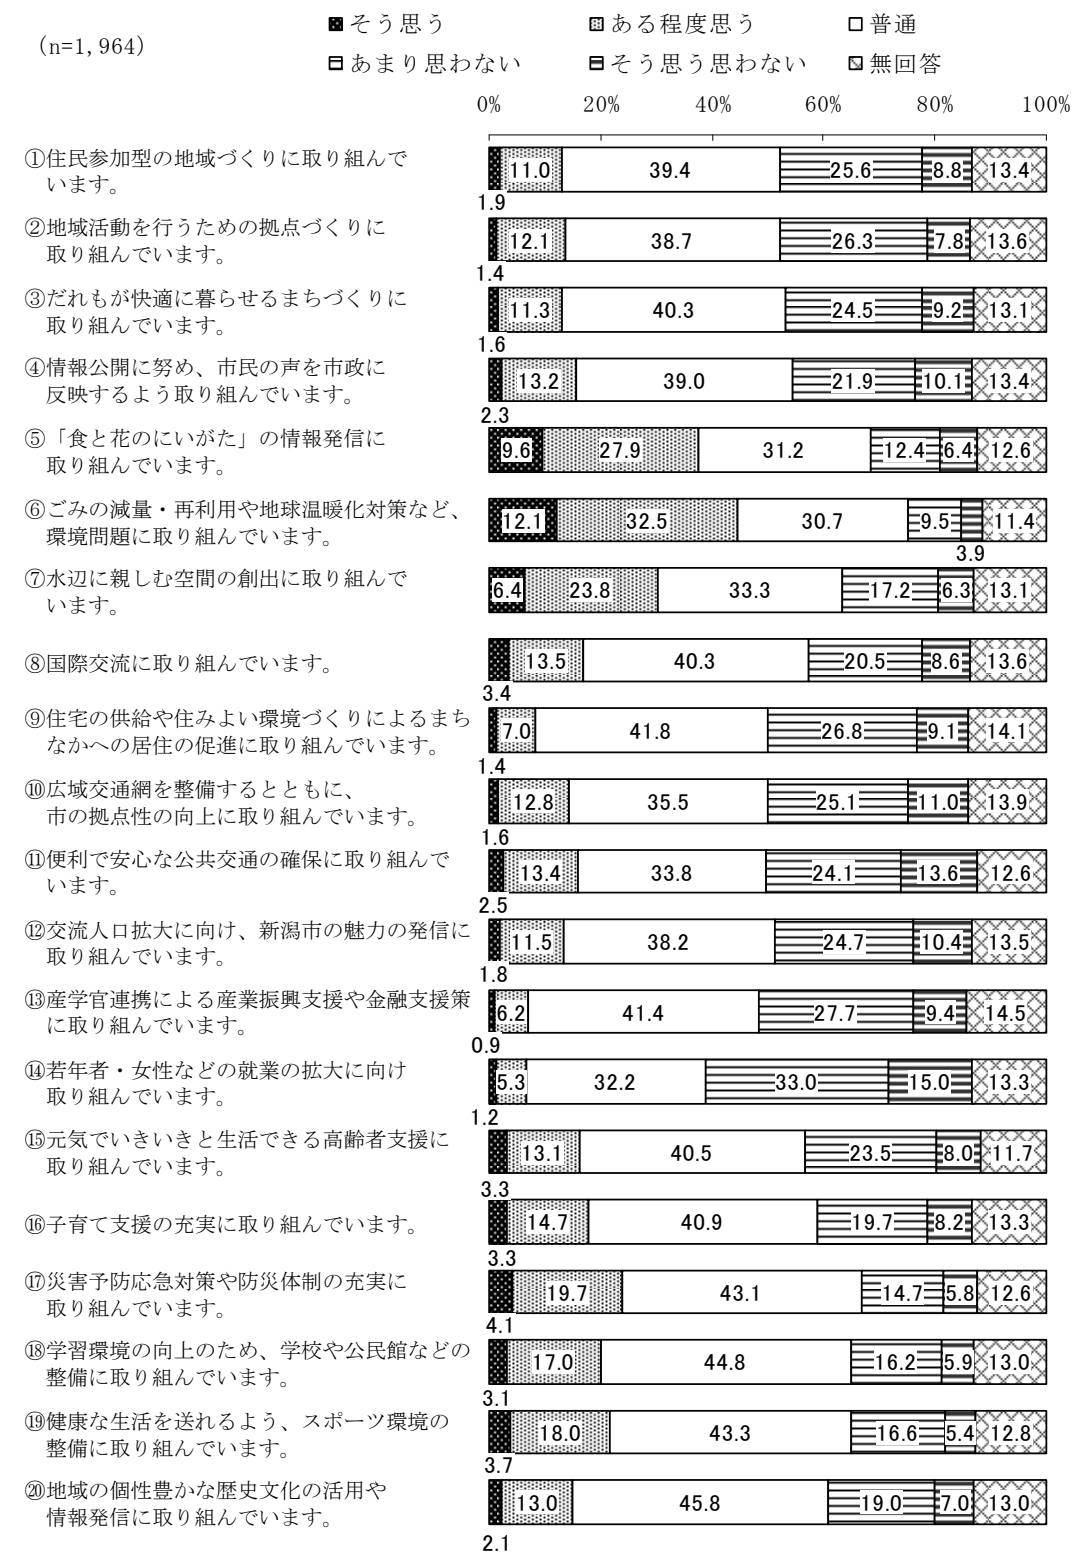 (n=1,964)
そう思う ある程度思う 普通
あまり思わない そう思う思わない 無回答
0% 20% 40% 60% 80% 100%
①住民参加型の地域づくりに取り組んで
います。
11.0 39.4 25.6 8.8 13.4
1.9
②地域活動を行うための拠点づくりに
取り組んでいます。
12.1 38.7 26.3 7.8 13.6
1.4
③だれもが快適に暮らせるまちづくりに
取り組んでいます。
11.3 40.3 24.5 9.2 13.1
1.6
④情報公開に努め、市民の声を市政に
反映するよう取り組んでいます。
13.2 39.0 21.9 10.1 13.4
2.3
⑤「食と花のにいがた」の情報発信に
取り組んでいます。
9.6 27.9 31.2 12.4 6.4 12.6
⑥ごみの減量・再利用や地球温暖化対策など、
環境問題に取り組んでいます。
12.1 32.5 30.7 9.5 11.4
3.9
⑦水辺に親しむ空間の創出に取り組んで
います。
6.4 23.8 33.3 17.2 6.3 13.1
⑧国際交流に取り組んでいます。
13.5 40.3 20.5 8.6 13.6
3.4
⑨住宅の供給や住みよい環境づくりによるまち
なかへの居住の促進に取り組んでいます。
7.0 41.8 26.8 9.1 14.1
1.4
⑩広域交通網を整備するとともに、
市の拠点性の向上に取り組んでいます。
12.8 35.5 25.1 11.0 13.9
1.6
⑪便利で安心な公共交通の確保に取り組んで
います。
13.4 33.8 24.1 13.6 12.6
2.5
⑫交流人口拡大に向け、新潟市の魅力の発信に
取り組んでいます。
11.5 38.2 24.7 10.4 13.5
1.8
⑬産学官連携による産業振興支援や金融支援策
に取り組んでいます。
6.2 41.4 27.7 9.4 14.5
0.9
⑭若年者・女性などの就業の拡大に向け
取り組んでいます。
5.3 32.2 33.0 15.0 13.3
1.2
⑮元気でいきいきと生活できる高齢者支援に
取り組んでいます。
13.1 40.5 23.5 8.0 11.7
3.3
⑯子育て支援の充実に取り組んでいます。
14.7 40.9 19.7 8.2 13.3
3.3
⑰災害予防応急対策や防災体制の充実に
取り組んでいます。
19.7 43.1 14.7 5.8 12.6
4.1
⑱学習環境の向上のため、学校や公民館などの
整備に取り組んでいます。
17.0 44.8 16.2 5.9 13.0
3.1
⑲健康な生活を送れるよう、スポーツ環境の
整備に取り組んでいます。
18.0 43.3 16.6 5.4 12.8
3.7
⑳地域の個性豊かな歴史文化の活用や
情報発信に取り組んでいます。
13.0 45.8 19.0 7.0 13.0
2.1